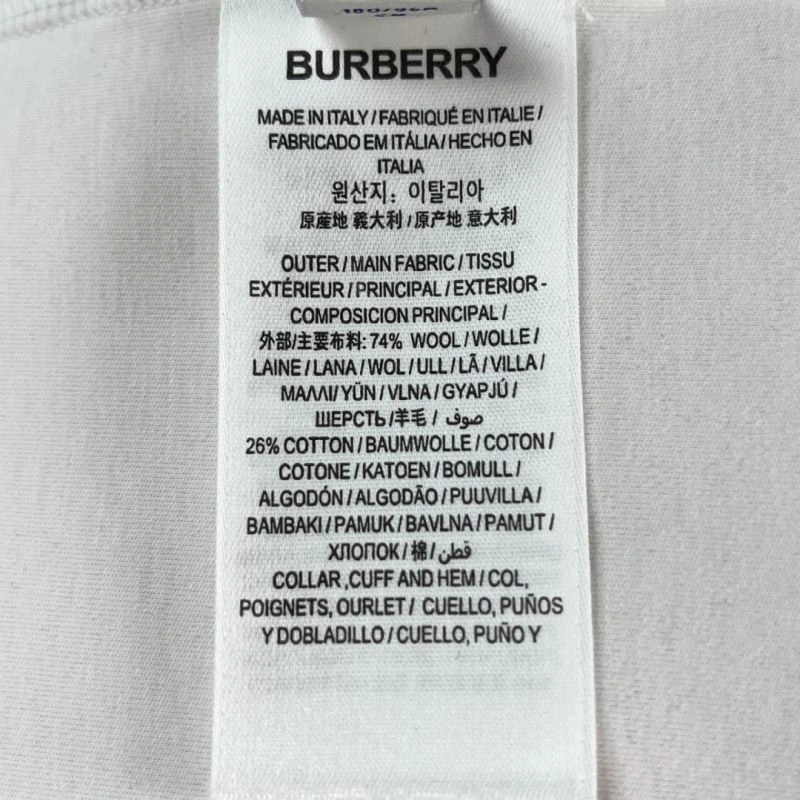 BURBERRY
MADE IN ITALY / FABRIQUÉ EN ITALIE /
FABRICADO EM ITÁLIA / HECHO EN
ITALIA
원산지: 이탈리아
原産地 義大利 / 原产地 意大利
OUTER / MAIN FABRIC / TISSU
EXTÉRIEUR / PRINCIPAL / EXTERIOR -
COMPOSICION PRINCIPAL /
外部/主要布料: 74% WOOL / WOLLE /
LAINE / LANA / WOL / ULL / LÃ / VILLA /
ΜΑΛΛΙ/ YÜN / VLNA / GYAPJÚ /
ШЕРСТЬ /羊毛 / صوف
26% COTTON / BAUMWOLLE / COTON /
COTONE / KATOEN / BOMULL /
ALGODÓN / ALGODÃO / PUUVILLA /
BAMBAKI / PAMUK / BAVLNA / PAMUT /
ХЛОПОК / 棉 / قطن
COLLAR ,CUFF AND HEM / COL,
POIGNETS, OURLET / CUELLO, PUÑOS
Y DOBLADILLO / CUELLO, PUÑO Y